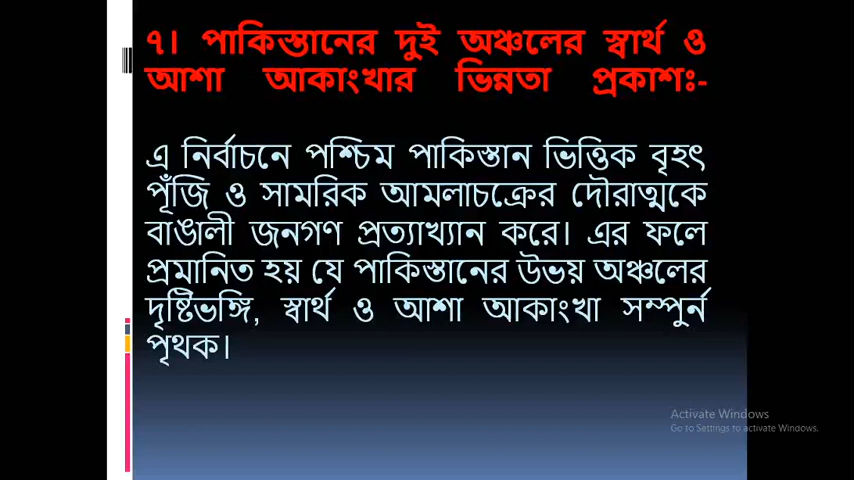 ৭। পাকিস্তানের দুই অঞ্চলের স্বার্থ ও
আশা আকাংখার ভিন্নতা প্রকাশঃ-
এ নির্বাচনে পশ্চিম পাকিস্তান ভিত্তিক বৃহৎ
পূঁজি ও সামরিক আমলাচক্রের দৌরাত্মকে
বাঙালী জনগণ প্রত্যাখ্যান করে। এর ফলে
প্রমানিত হয় যে পাকিস্তানের উভয় অঞ্চলের
দৃষ্টিভঙ্গি, স্বার্থ ও আশা আকাংখা সম্পুর্ন
পৃথক।
Activate Windows
Go to Settings to activate Windows.